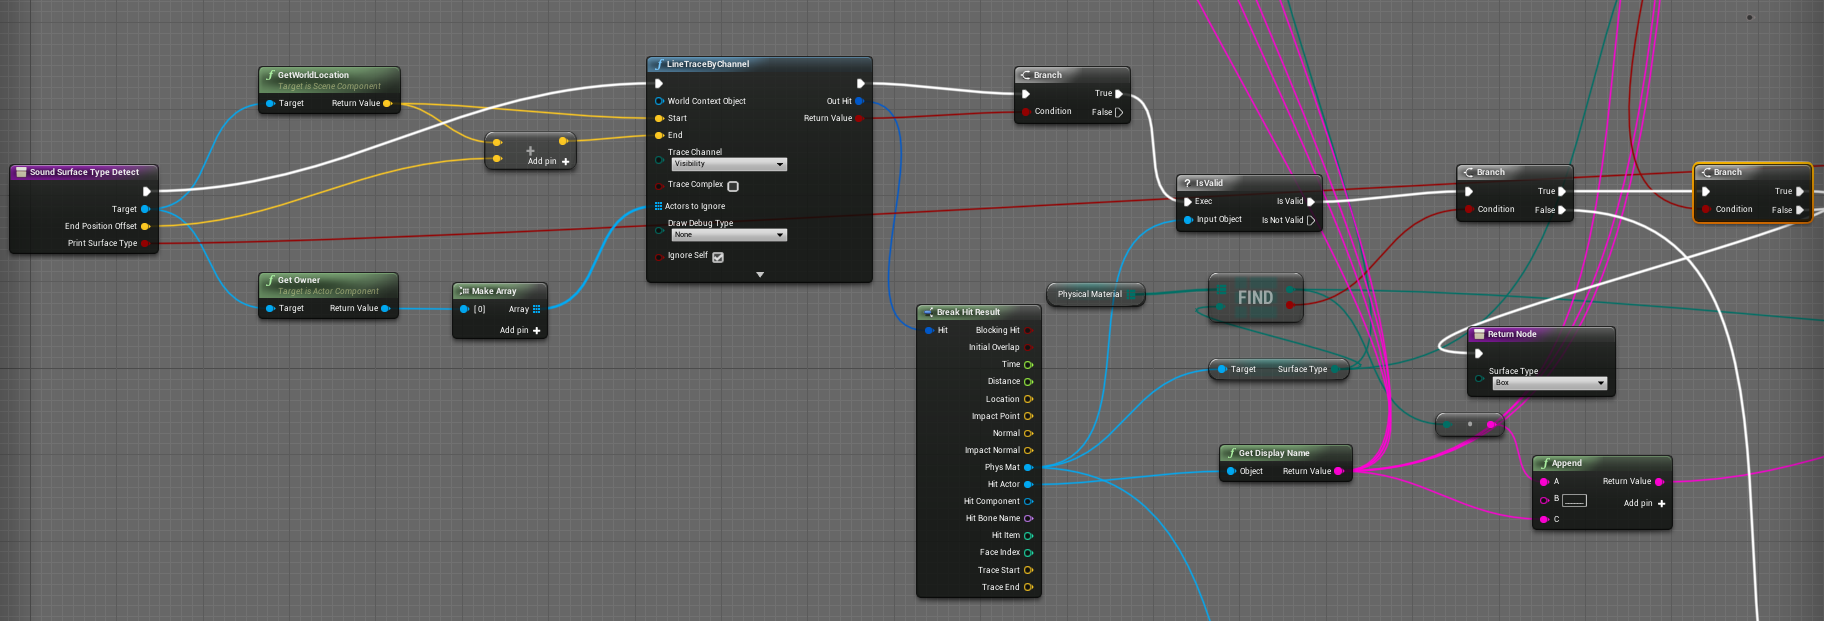 Sound Surface Type Detect
Target
End Position Offset
Print Surface Type
GetWorldLocation
Target is Scene Component
Target Return Value
Get Owner
Target is Actor Component
Target Return Value
+
Add pin +
Make Array
[0] Array
Add pin +
LineTraceByChannel
World Context Object Out Hit
Start Return Value
End
Trace Channel
Visibility
Trace Complex
Actors to Ignore
Draw Debug Type
None
Ignore Self
Break Hit Result
Hit Blocking Hit
Initial Overlap
Time
Distance
Location
Impact Point
Normal
Impact Normal
Phys Mat
Hit Actor
Hit Component
Hit Bone Name
Hit Item
Face Index
Trace Start
Trace End
Branch
True
Condition False
? IsValid
Exec Is Valid
Input Object Is Not Valid
Physical Material
FIND
Target Surface Type
Get Display Name
Object Return Value
Branch
True
Condition False
Return Node
Surface Type
Box
Append
A Return Value
B
Add pin +
C
Branch
True
Condition False